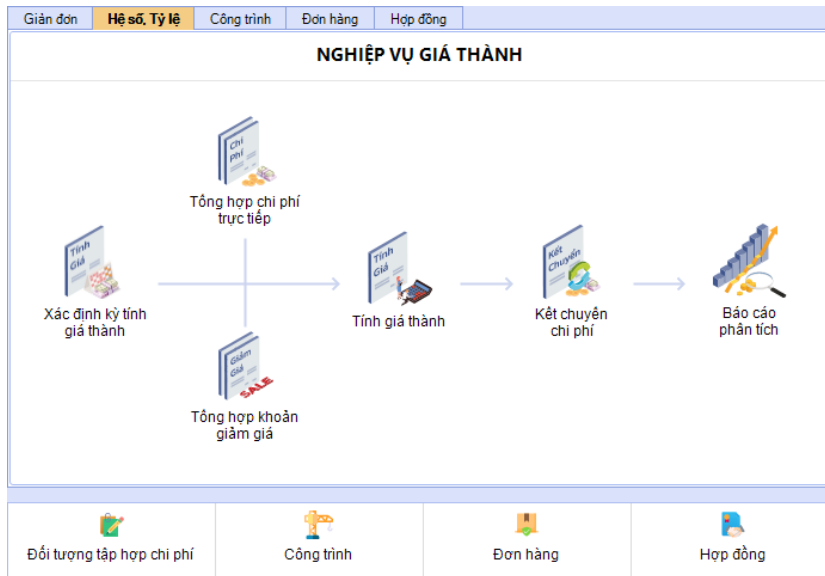 Giản đơn
Hệ số, Tỷ lệ
Công trình
Đơn hàng
Hợp đồng
NGHIỆP VỤ GIÁ THÀNH
Chi
Phí
Tổng hợp chi phí
trực tiếp
Tính
Giá
Xác định kỳ tính
giá thành
Tính
Giá
Tính giá thành
Kết
Chuyển
Kết chuyển
chi phí
Báo cáo
phân tích
Giảm
Giá
SALE
Tổng hợp khoản
giảm giá
Đối tượng tập hợp chi phí
Công trình
Đơn hàng
Hợp đồng